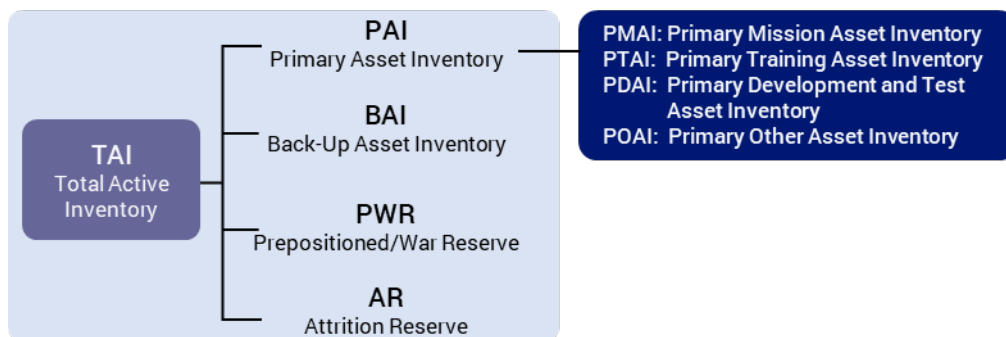 TAI
Total Active
Inventory
PAI
Primary Asset Inventory
BAI
Back-Up Asset Inventory
PWR
Prepositioned/War Reserve
AR
Attrition Reserve
PMAI: Primary Mission Asset Inventory
PTAI: Primary Training Asset Inventory
PDAI: Primary Development and Test
Asset Inventory
POAI: Primary Other Asset Inventory